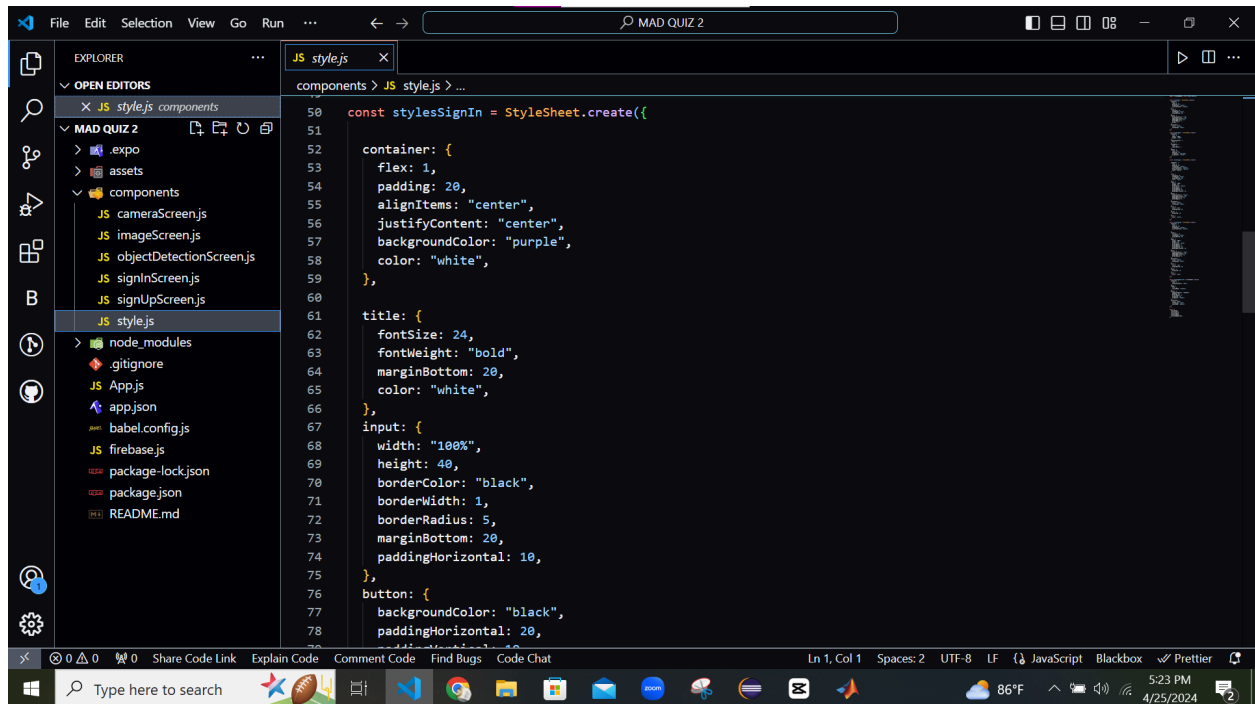 File Edit Selection View Go Run ··· MAD QUIZ 2
EXPLORER ···
OPEN EDITORS
JS style.js components
MAD QUIZ 2
.expo
assets
components
JS cameraScreen.js
JS imageScreen.js
JS objectDetectionScreen.js
JS signInScreen.js
JS signUpScreen.js
JS style.js
node_modules
.gitignore
JS App.js
app.json
babel.config.js
JS firebase.js
package-lock.json
package.json
README.md
B
1
JS style.js
components > JS style.js > ...
50 const stylesSignIn = StyleSheet.create({
51
52 container: {
53 flex: 1,
54 padding: 20,
55 alignItems: "center",
56 justifyContent: "center",
57 backgroundColor: "purple",
58 color: "white",
59 },
60
61 title: {
62 fontSize: 24,
63 fontWeight: "bold",
64 marginBottom: 20,
65 color: "white",
66 },
67 input: {
68 width: "100%",
69 height: 40,
70 borderColor: "black",
71 borderWidth: 1,
72 borderRadius: 5,
73 marginBottom: 20,
74 paddingHorizontal: 10,
75 },
76 button: {
77 backgroundColor: "black",
78 paddingHorizontal: 20,
0 0 0 Share Code Link Explain Code Comment Code Find Bugs Code Chat Ln 1, Col 1 Spaces: 2 UTF-8 LF JavaScript Blackbox Prettier
Type here to search zoom 86°F 5:23 PM
4/25/2024 2